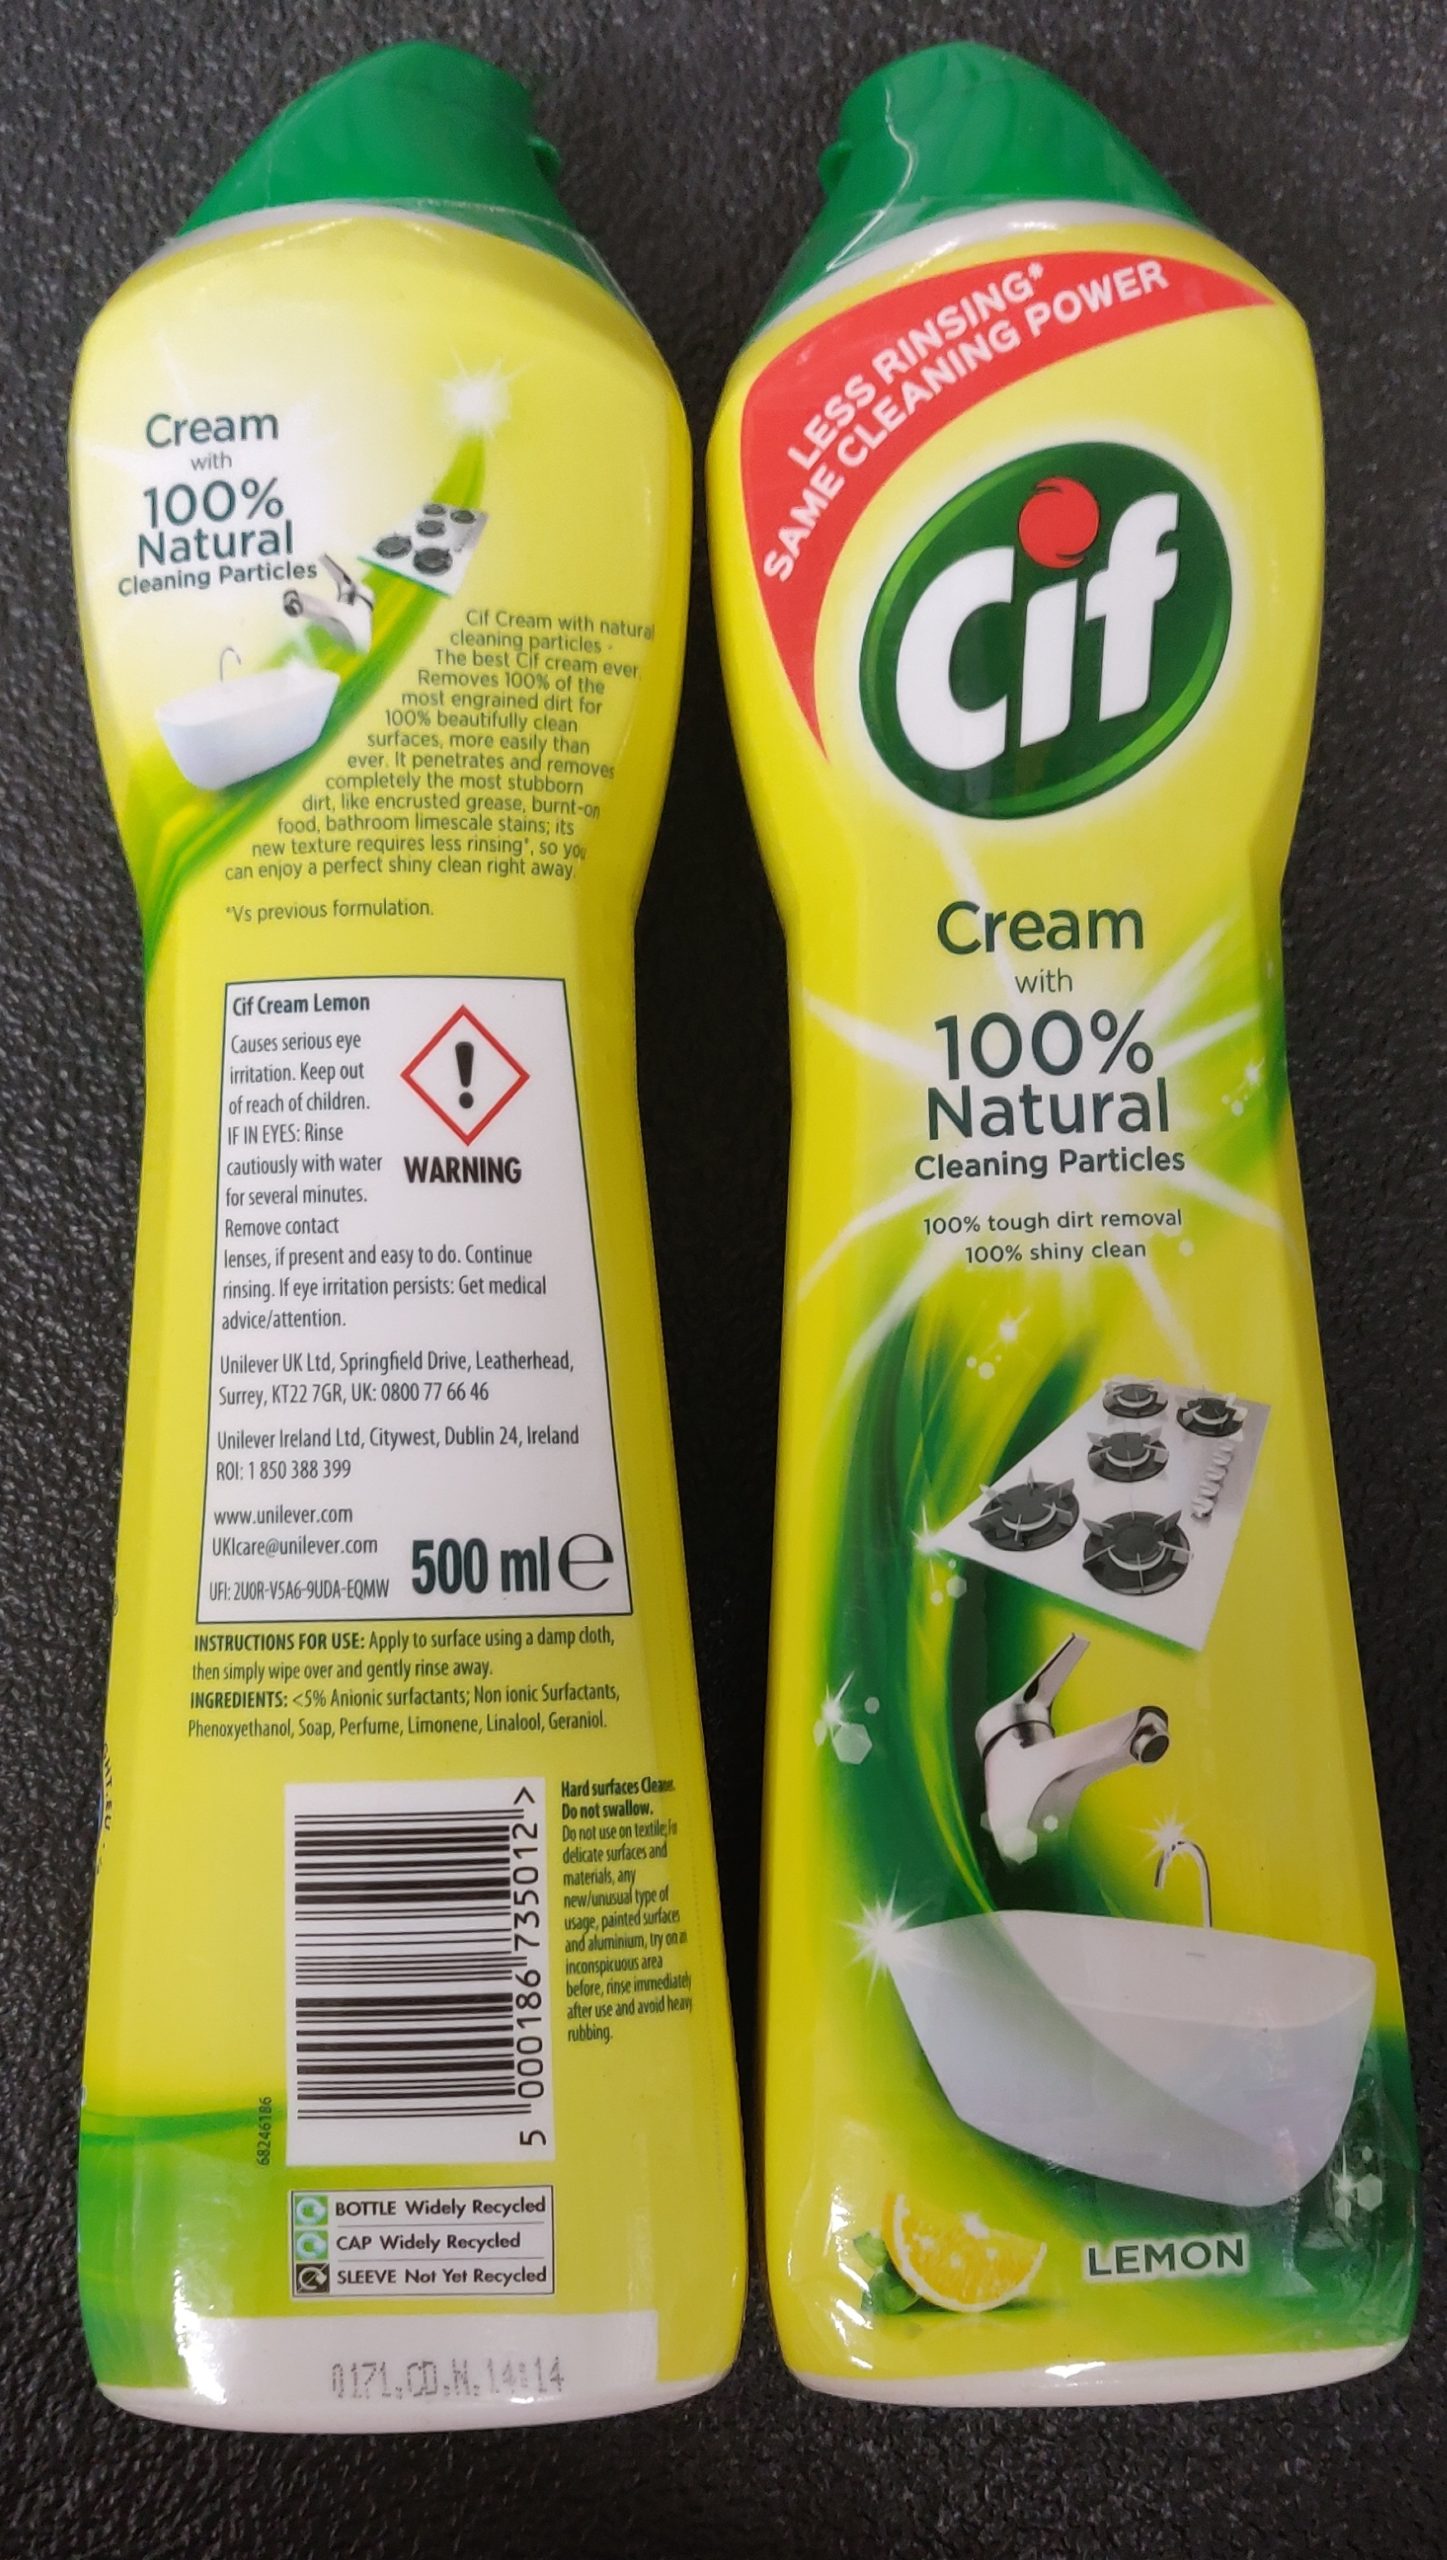 Cream
with
100%
Natural
Cleaning Particles
Cif Cream with natural
cleaning particles -
The best Cif cream ever.
Removes 100% of the
most engrained dirt for
100% beautifully clean
surfaces, more easily than
ever. It penetrates and removes
completely the most stubborn
dirt, like encrusted grease, burnt-on
food, bathroom limescale stains; its
new texture requires less rinsing*, so you
can enjoy a perfect shiny clean right away.
*Vs previous formulation.
Cif Cream Lemon
Causes serious eye
irritation. Keep out
of reach of children.
IF IN EYES: Rinse
cautiously with water
for several minutes.
Remove contact
lenses, if present and easy to do. Continue
rinsing. If eye irritation persists: Get medical
advice/attention.
WARNING
Unilever UK Ltd, Springfield Drive, Leatherhead,
Surrey, KT22 7GR, UK: 0800 77 66 46
Unilever Ireland Ltd, Citywest, Dublin 24, Ireland
ROI: 1 850 388 399
www.unilever.com
UKIcare@unilever.com
UFI: 2U0R-V5A6-9UDA-EQMW
500 ml e
INSTRUCTIONS FOR USE: Apply to surface using a damp cloth,
then simply wipe over and gently rinse away.
INGREDIENTS: <5% Anionic surfactants; Non ionic Surfactants,
Phenoxyethanol, Soap, Perfume, Limonene, Linalool, Geraniol.
5 000186 735012 >
68246186
Hard surfaces Cleaner.
Do not swallow.
Do not use on textile; for
delicate surfaces and
materials, any
new/unusual type of
usage, painted surfaces
and aluminium, try on an
inconspicuous area
before, rinse immediately
after use and avoid heavy
rubbing.
BOTTLE Widely Recycled
CAP Widely Recycled
SLEEVE Not Yet Recycled
0171.CD.N.14:14
LESS RINSING*
SAME CLEANING POWER
Cif
Cream
with
100%
Natural
Cleaning Particles
100% tough dirt removal
100% shiny clean
LEMON